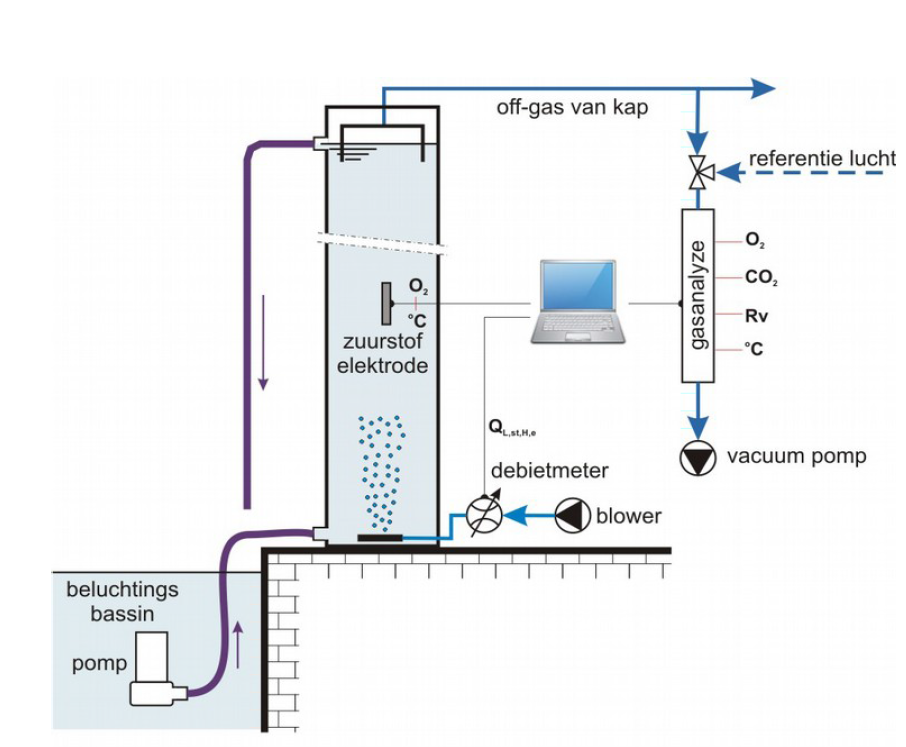 off-gas van kap
referentie lucht
O₂
CO₂
Rv
°C
gasanalyze
O₂
°C
zuurstof
elektrode
Q L,st,H,e
debietmeter
vacuum pomp
blower
beluchtings
bassin
pomp